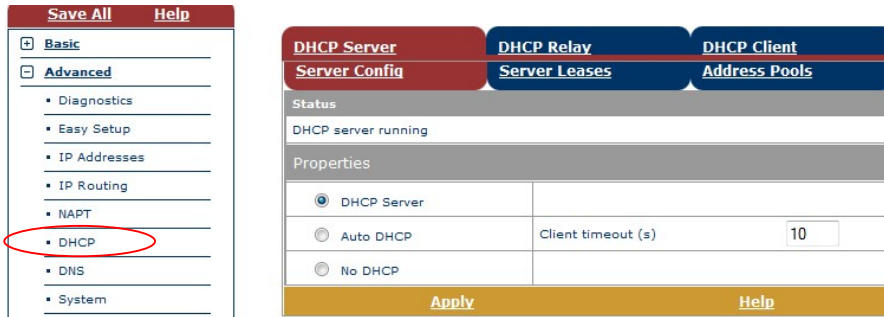 Save All Help
Basic
Advanced
Diagnostics
Easy Setup
IP Addresses
IP Routing
NAPT
DHCP
DNS
System
DHCP Server DHCP Relay DHCP Client
Server Config Server Leases Address Pools
Status
DHCP server running
Properties
DHCP Server
Auto DHCP Client timeout (s) 10
No DHCP
Apply Help